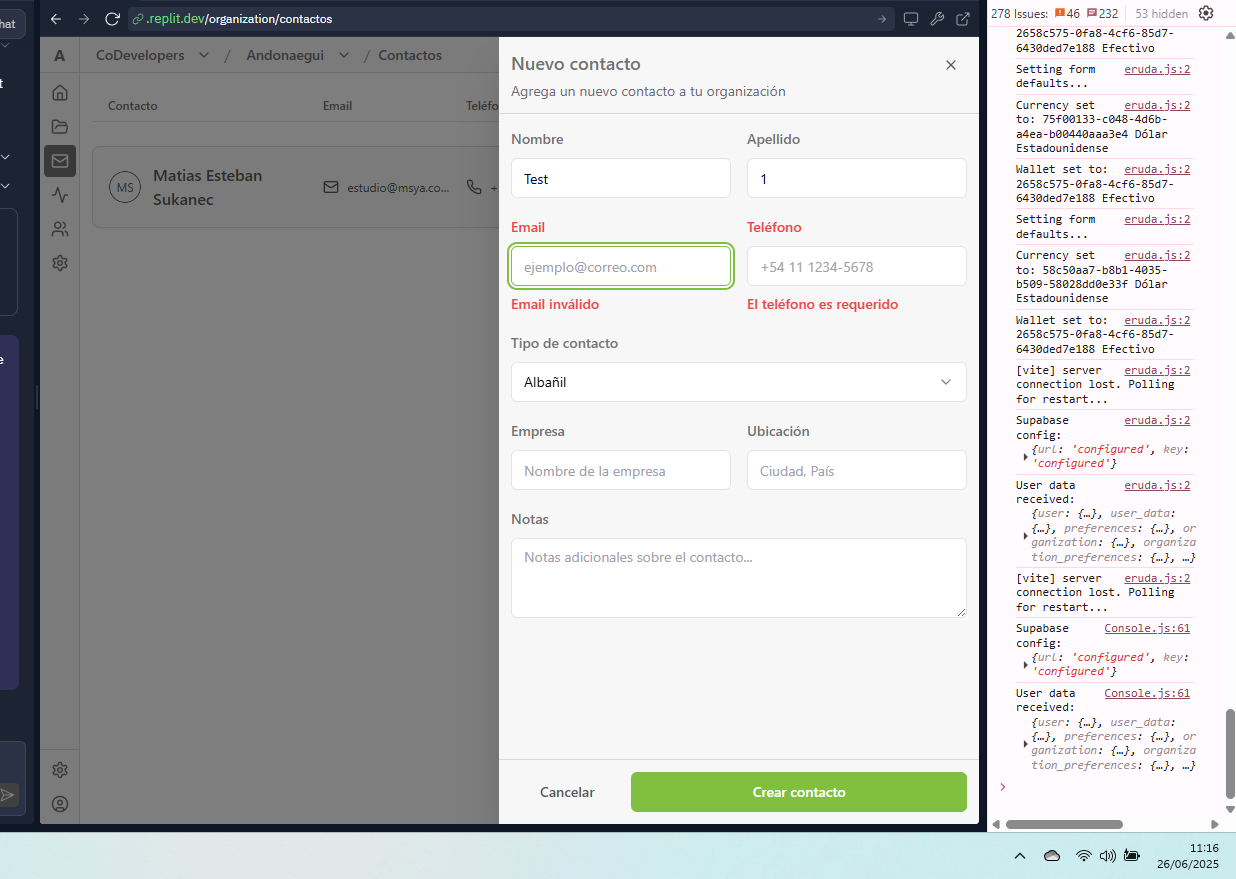 hat
.replit.dev/organization/contactos
278 Issues: 46 232 53 hidden
A CoDevelopers / Andonaegui / Contactos
Contacto Email Teléfo
MS
Matias Esteban
Sukanec
estudio@msya.co... +
t
e
Nuevo contacto
Agrega un nuevo contacto a tu organización
Nombre Apellido
Test 1
Email Teléfono
ejemplo@correo.com +54 11 1234-5678
Email inválido El teléfono es requerido
Tipo de contacto
Albañil
Empresa Ubicación
Nombre de la empresa Ciudad, País
Notas
Notas adicionales sobre el contacto...
Cancelar Crear contacto
2658c575-0fa8-4cf6-85d7-
6430ded7e188 Efectivo
Setting form eruda.js:2
defaults...
Currency set eruda.js:2
to: 75f00133-c048-4d6b-
a4ea-b00440aaa3e4 Dólar
Estadounidense
Wallet set to: eruda.js:2
2658c575-0fa8-4cf6-85d7-
6430ded7e188 Efectivo
Setting form eruda.js:2
defaults...
Currency set eruda.js:2
to: 58c50aa7-b8b1-4035-
b509-58028dd0e33f Dólar
Estadounidense
Wallet set to: eruda.js:2
2658c575-0fa8-4cf6-85d7-
6430ded7e188 Efectivo
[vite] server eruda.js:2
connection lost. Polling
for restart...
Supabase eruda.js:2
config:
{url: 'configured', key:
'configured'}
User data eruda.js:2
received:
{user: {…}, user_data:
{…}, preferences: {…}, or
ganization: {…}, organiza
tion_preferences: {…}, …}
[vite] server eruda.js:2
connection lost. Polling
for restart...
Supabase Console.js:61
config:
{url: 'configured', key:
'configured'}
User data Console.js:61
received:
{user: {…}, user_data:
{…}, preferences: {…}, or
ganization: {…}, organiza
tion_preferences: {…}, …}
11:16
26/06/2025